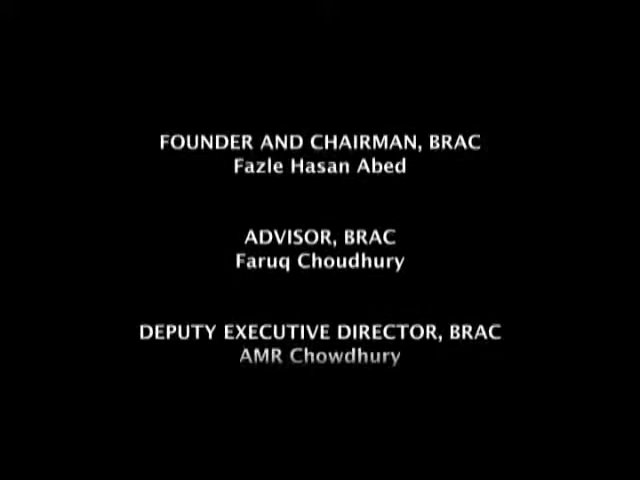 FOUNDER AND CHAIRMAN, BRAC
Fazle Hasan Abed
ADVISOR, BRAC
Faruq Choudhury
DEPUTY EXECUTIVE DIRECTOR, BRAC
AMR Chowdhury